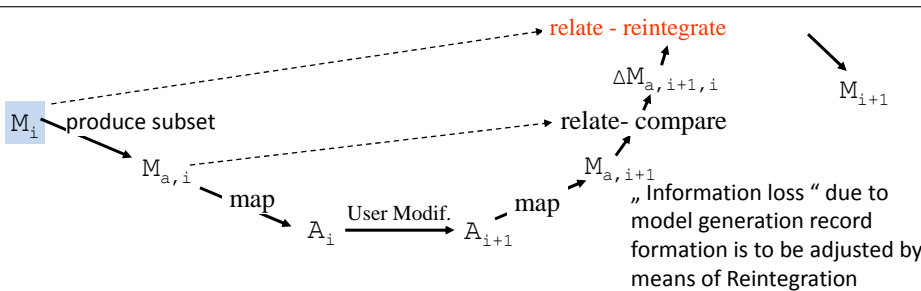 relate - reintegrate
ΔMa,i+1,i
Mi+1
Mi
produce subset
relate- compare
Ma,i
Ma,i+1
map
map
User Modif.
Ai
Ai+1
„ Information loss “ due to
model generation record
formation is to be adjusted by
means of Reintegration